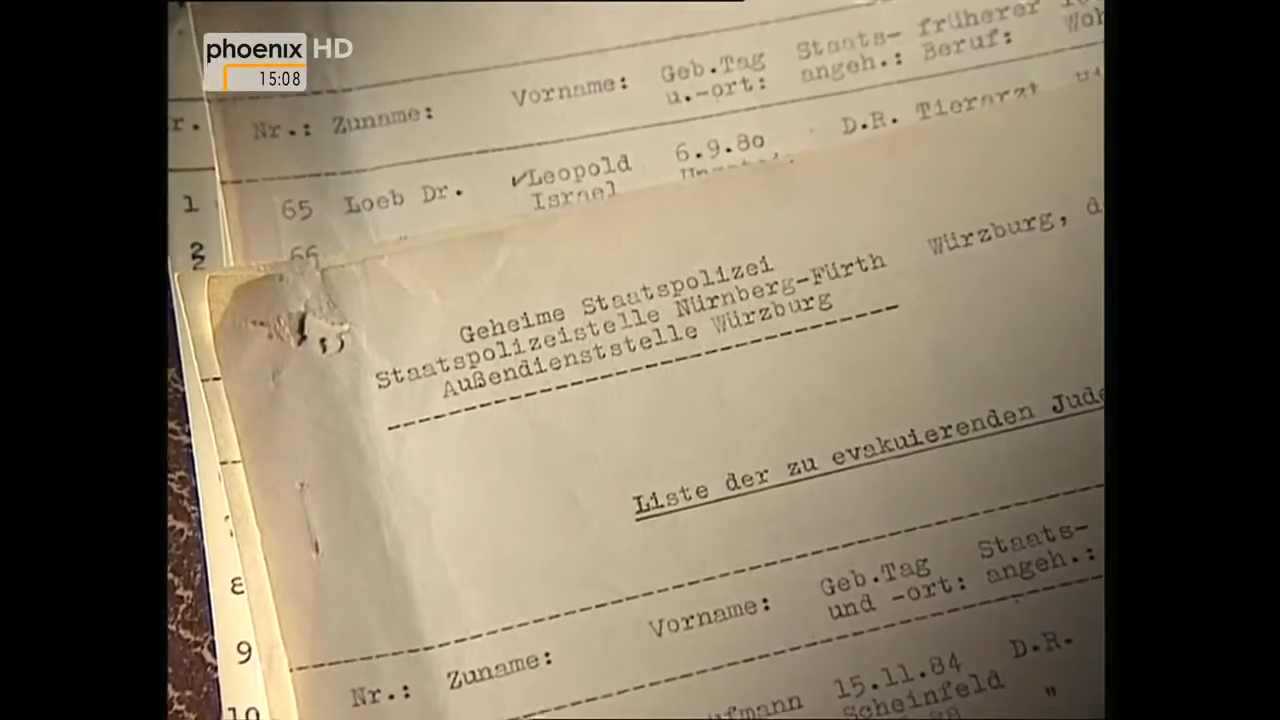 phoenix HD
15:08
Staats- früherer
Vorname: Geb.Tag angeh.: Beruf:
Nr.: Zuname: u.-ort:
1 65 Loeb Dr. ✓Leopold 6.9.80 D.R. Tierarzt
Israel
2 66
Geheime Staatspolizei Würzburg, d
Staatspolizeistelle Nürnberg-Fürth
Außendienststelle Würzburg
Liste der zu evakuierenden Jude
Geb.Tag Staats-
Nr.: Zuname: Vorname: und -ort: angeh.:
8
9
10
15.11.84 D.R.
Scheinfeld "